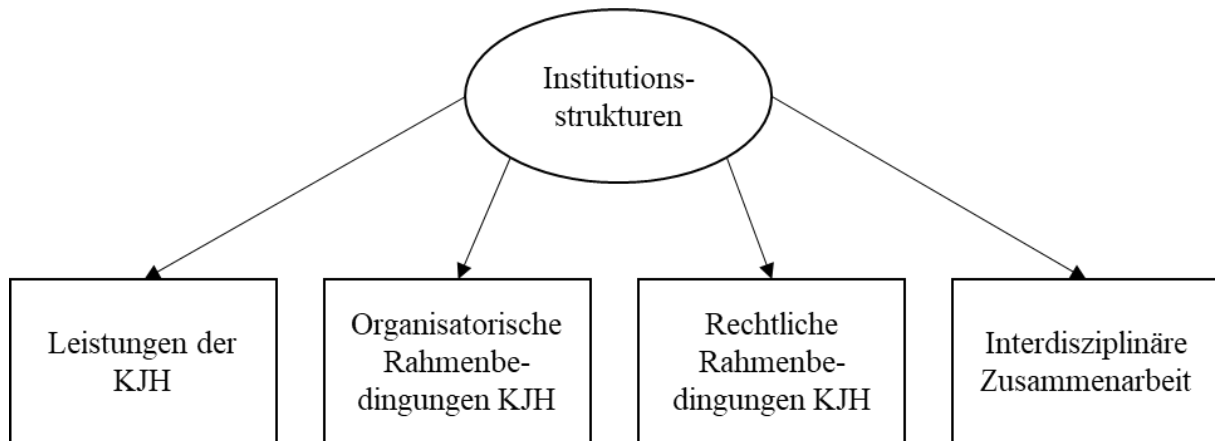 Institutions-
strukturen
Leistungen der
KJH
Organisatorische
Rahmenbe-
dingungen KJH
Rechtliche
Rahmenbe-
dingungen KJH
Interdisziplinäre
Zusammenarbeit